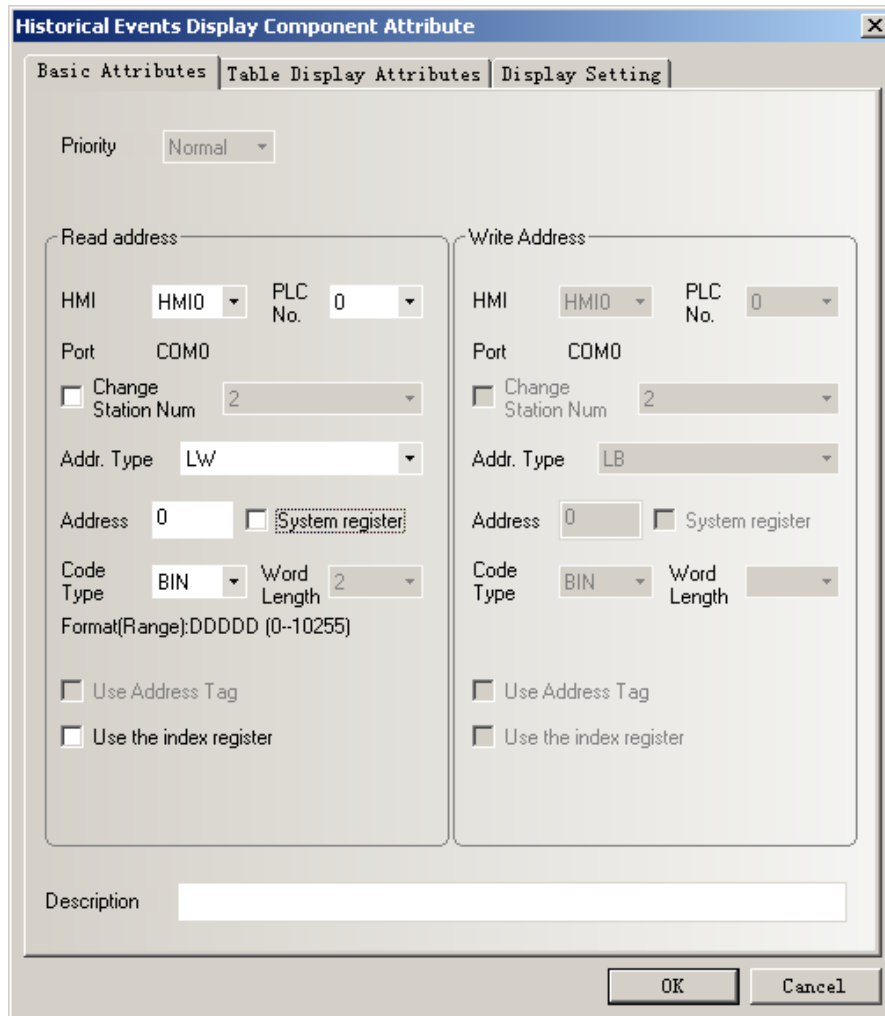 Historical Events Display Component Attribute
Basic Attributes Table Display Attributes Display Setting
Priority Normal
Read address
HMI HMI0 PLC No. 0
Port COM0
Change Station Num 2
Addr. Type LW
Address 0 System register
Code Type BIN Word Length 2
Format(Range):DDDDD (0--10255)
Use Address Tag
Use the index register
Write Address
HMI HMI0 PLC No. 0
Port COM0
Change Station Num 2
Addr. Type LB
Address 0 System register
Code Type BIN Word Length
Use Address Tag
Use the index register
Description
OK Cancel